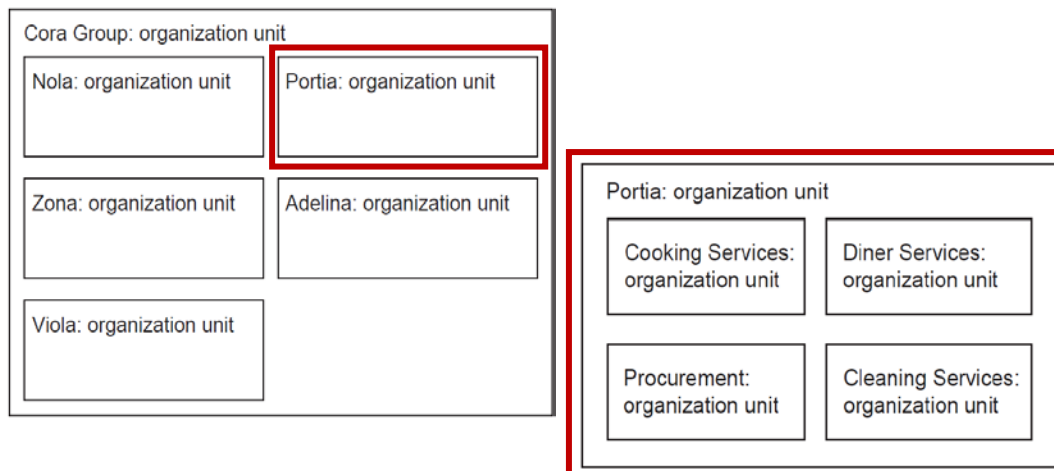 Cora Group: organization unit
Nola: organization unit
Portia: organization unit
Zona: organization unit
Adelina: organization unit
Viola: organization unit
Portia: organization unit
Cooking Services:
organization unit
Diner Services:
organization unit
Procurement:
organization unit
Cleaning Services:
organization unit